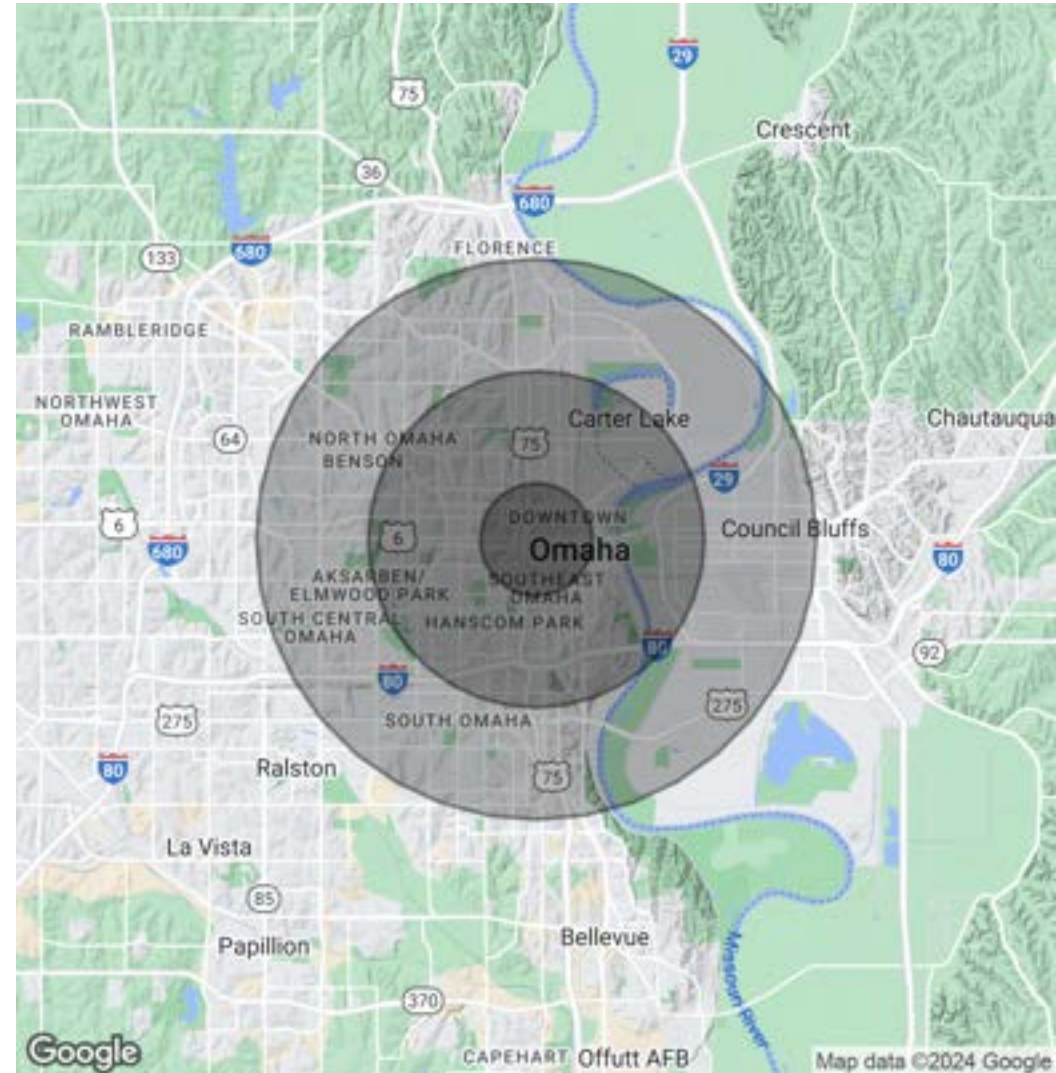 29
75
Crescent
36
680
FLORENCE
680
133
RAMBLERIDGE
NORTHWEST
OMAHA
Carter Lake
Chautauqua
64
NORTH OMAHA
BENSON
75
29
6
DOWNTOWN
6
Council Bluffs
680
Omaha
80
AKSARBEN/
ELMWOOD PARK
SOUTHEAST
OMAHA
SOUTH CENTRAL
OMAHA
HANSCOM PARK
80
92
80
275
275
SOUTH OMAHA
80
Ralston
75
La Vista
85
Papillion
Bellevue
Missouri River
370
Google
CAPEHART
Offutt AFB
Map data ©2024 Google